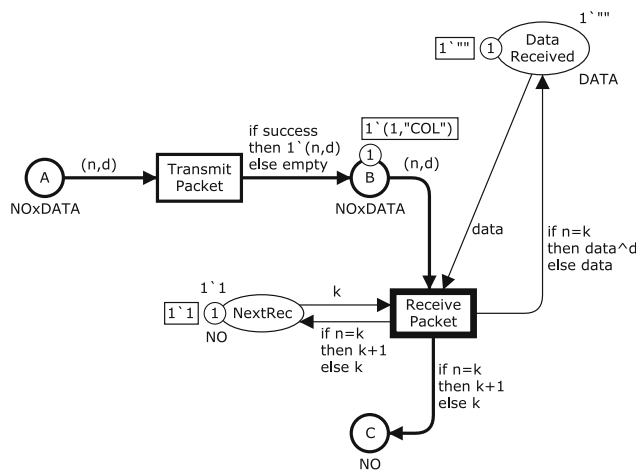 1`""
1`""
1
Data
Received
DATA
1`(1,"COL")
1
if success
then 1`(n,d)
else empty
(n,d)
A
NOxDATA
Transmit
Packet
B
NOxDATA
(n,d)
data
if n=k
then data^d
else data
1`1
1`1
1
NextRec
NO
k
if n=k
then k+1
else k
Receive
Packet
if n=k
then k+1
else k
C
NO